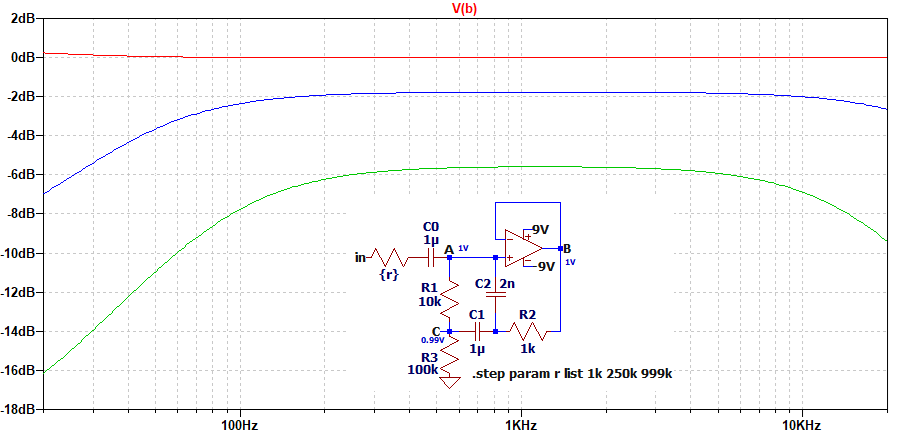 V(b)
2dB
0dB
-2dB
-4dB
-6dB
-8dB
-10dB
-12dB
-14dB
-16dB
-18dB
100Hz
1KHz
10KHz
C0
1µ
A
1V
9V
in
{r}
B
1V
9V
C2
2n
R1
10k
C1
R2
C
0.99V
1µ
1k
R3
100k
.step param r list 1k 250k 999k